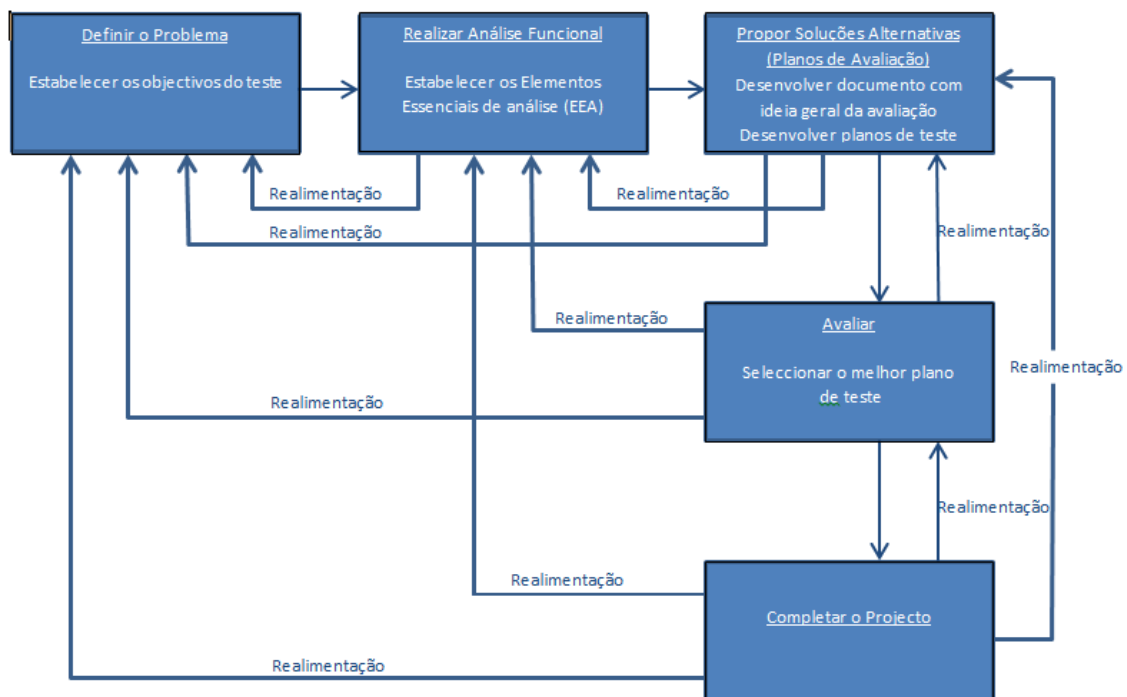 Definir o Problema
Estabelecer os objectivos do teste
Realizar Análise Funcional
Estabelecer os Elementos
Essenciais de análise (EEA)
Propor Soluções Alternativas
(Planos de Avaliação)
Desenvolver documento com
ideia geral da avaliação
Desenvolver planos de teste
Realimentação
Realimentação
Realimentação
Realimentação
Realimentação
Avaliar
Seleccionar o melhor plano
de teste
Realimentação
Realimentação
Realimentação
Realimentação
Completar o Projecto
Realimentação